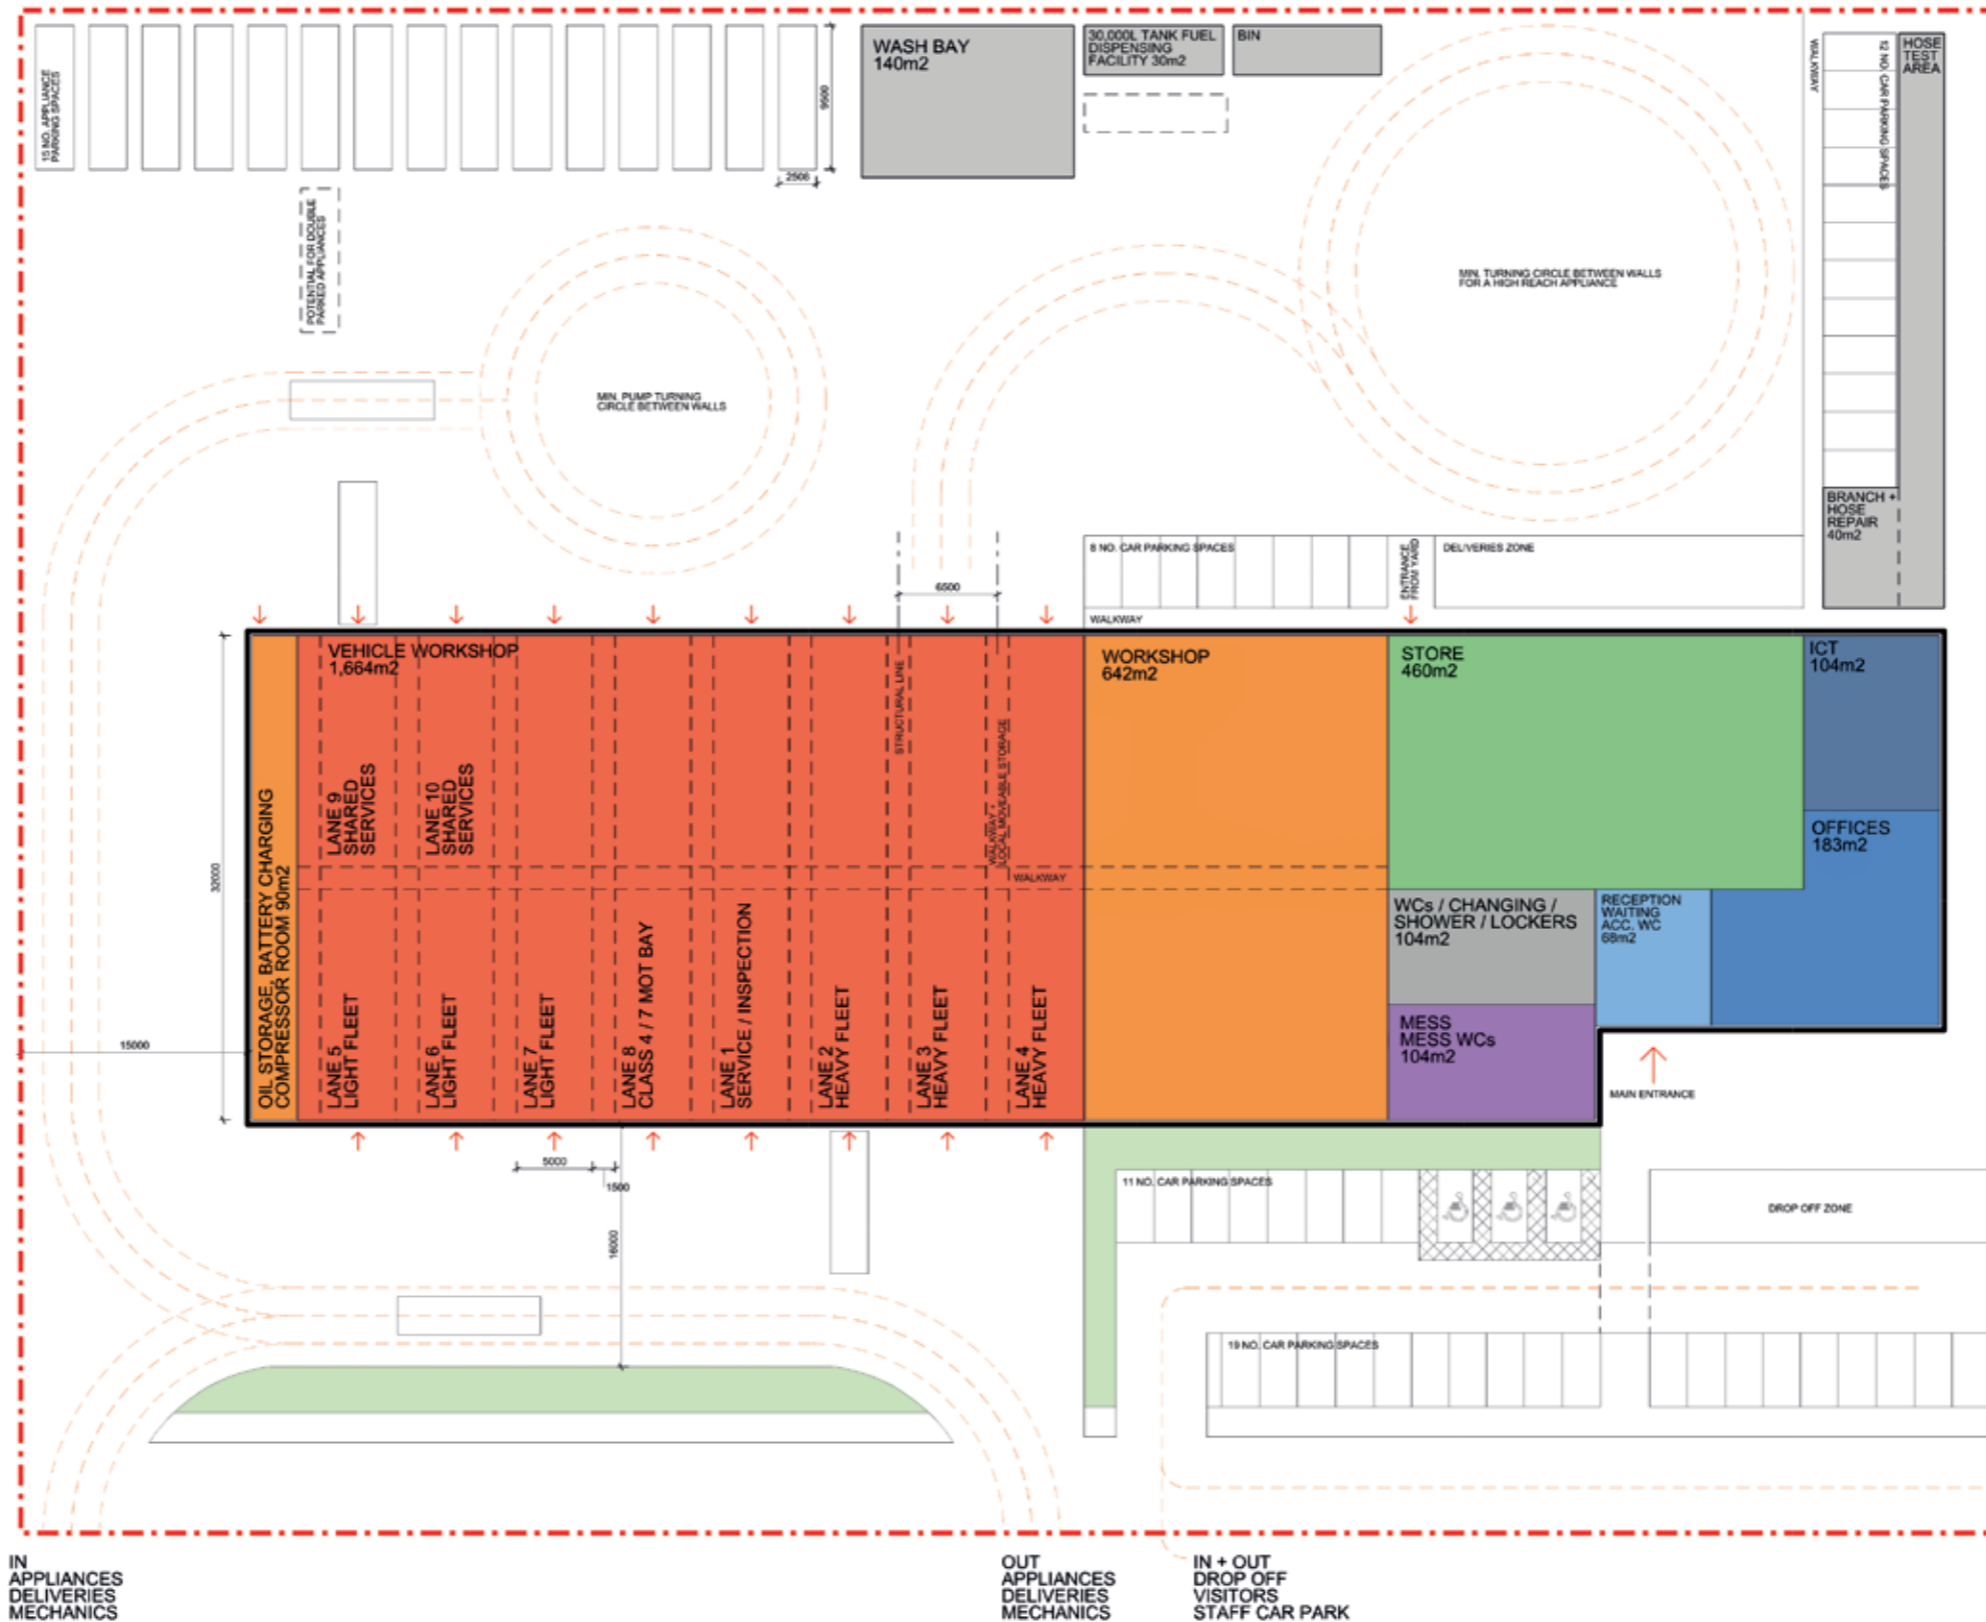 15 NO. APPLIANCE
PARKING SPACES
9500
2506
WASH BAY
140m2
30,000L TANK FUEL
DISPENSING
FACILITY 30m2
BIN
WALKWAY
12 NO. CAR PARKING SPACES
HOSE
TEST
AREA
POTENTIAL FOR DOUBLE
PARKED APPLIANCES
MIN. PUMP TURNING
CIRCLE BETWEEN WALLS
MIN. TURNING CIRCLE BETWEEN WALLS
FOR A HIGH REACH APPLIANCE
BRANCH +
HOSE
REPAIR
40m2
8 NO. CAR PARKING SPACES
ENTRANCE
FROM YARD
DELIVERIES ZONE
6500
WALKWAY
VEHICLE WORKSHOP
1,664m2
WORKSHOP
642m2
STORE
460m2
ICT
104m2
STRUCTURAL LINE
WALKWAY +
LOCAL MOVEABLE STORAGE
LANE 9
SHARED
SERVICES
LANE 10
SHARED
SERVICES
OFFICES
183m2
32000
OIL STORAGE, BATTERY CHARGING
COMPRESSOR ROOM 90m2
WALKWAY
WCs / CHANGING /
SHOWER / LOCKERS
104m2
RECEPTION
WAITING
ACC. WC
68m2
LANE 5
LIGHT FLEET
LANE 6
LIGHT FLEET
LANE 7
LIGHT FLEET
LANE 8
CLASS 4 / 7 MOT BAY
LANE 1
SERVICE / INSPECTION
LANE 2
HEAVY FLEET
LANE 3
HEAVY FLEET
LANE 4
HEAVY FLEET
MESS
MESS WCs
104m2
15000
MAIN ENTRANCE
5000
1500
16000
11 NO. CAR PARKING SPACES
DROP OFF ZONE
19 NO. CAR PARKING SPACES
IN
APPLIANCES
DELIVERIES
MECHANICS
OUT
APPLIANCES
DELIVERIES
MECHANICS
IN + OUT
DROP OFF
VISITORS
STAFF CAR PARK